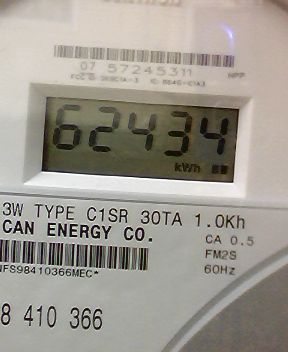 07 57245311
62434
kWh
3W TYPE C1SR 30TA 1.0Kh
CAN ENERGY CO.
CA 0.5
FM2S
60Hz
NFS98410366MEC*
8 410 366